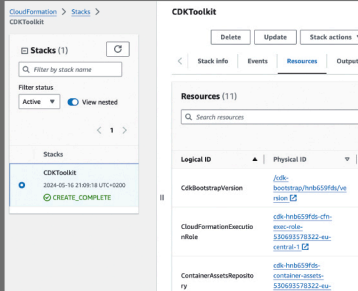 CloudFormation > Stacks >
CDKToolkit
Stacks (1)
Filter by stack name
Filter status
Active
View nested
1
Stacks
CDKToolkit
2024-05-16 21:09:18 UTC+0200
CREATE_COMPLETE
CDKToolkit
Delete
Update
Stack actions
Stack info
Events
Resources
Output
Resources (11)
Search resources
Logical ID
Physical ID
CdkBootstrapVersion
/cdk-
bootstrap/hnb659fds/ve
rsion
CloudFormationExecutio
nRole
cdk-hnb659fds-cfn-
exec-role-
530693578322-eu-
central-1
ContainerAssetsReposito
ry
cdk-hnb659fds-
container-assets-
530693578322-eu-